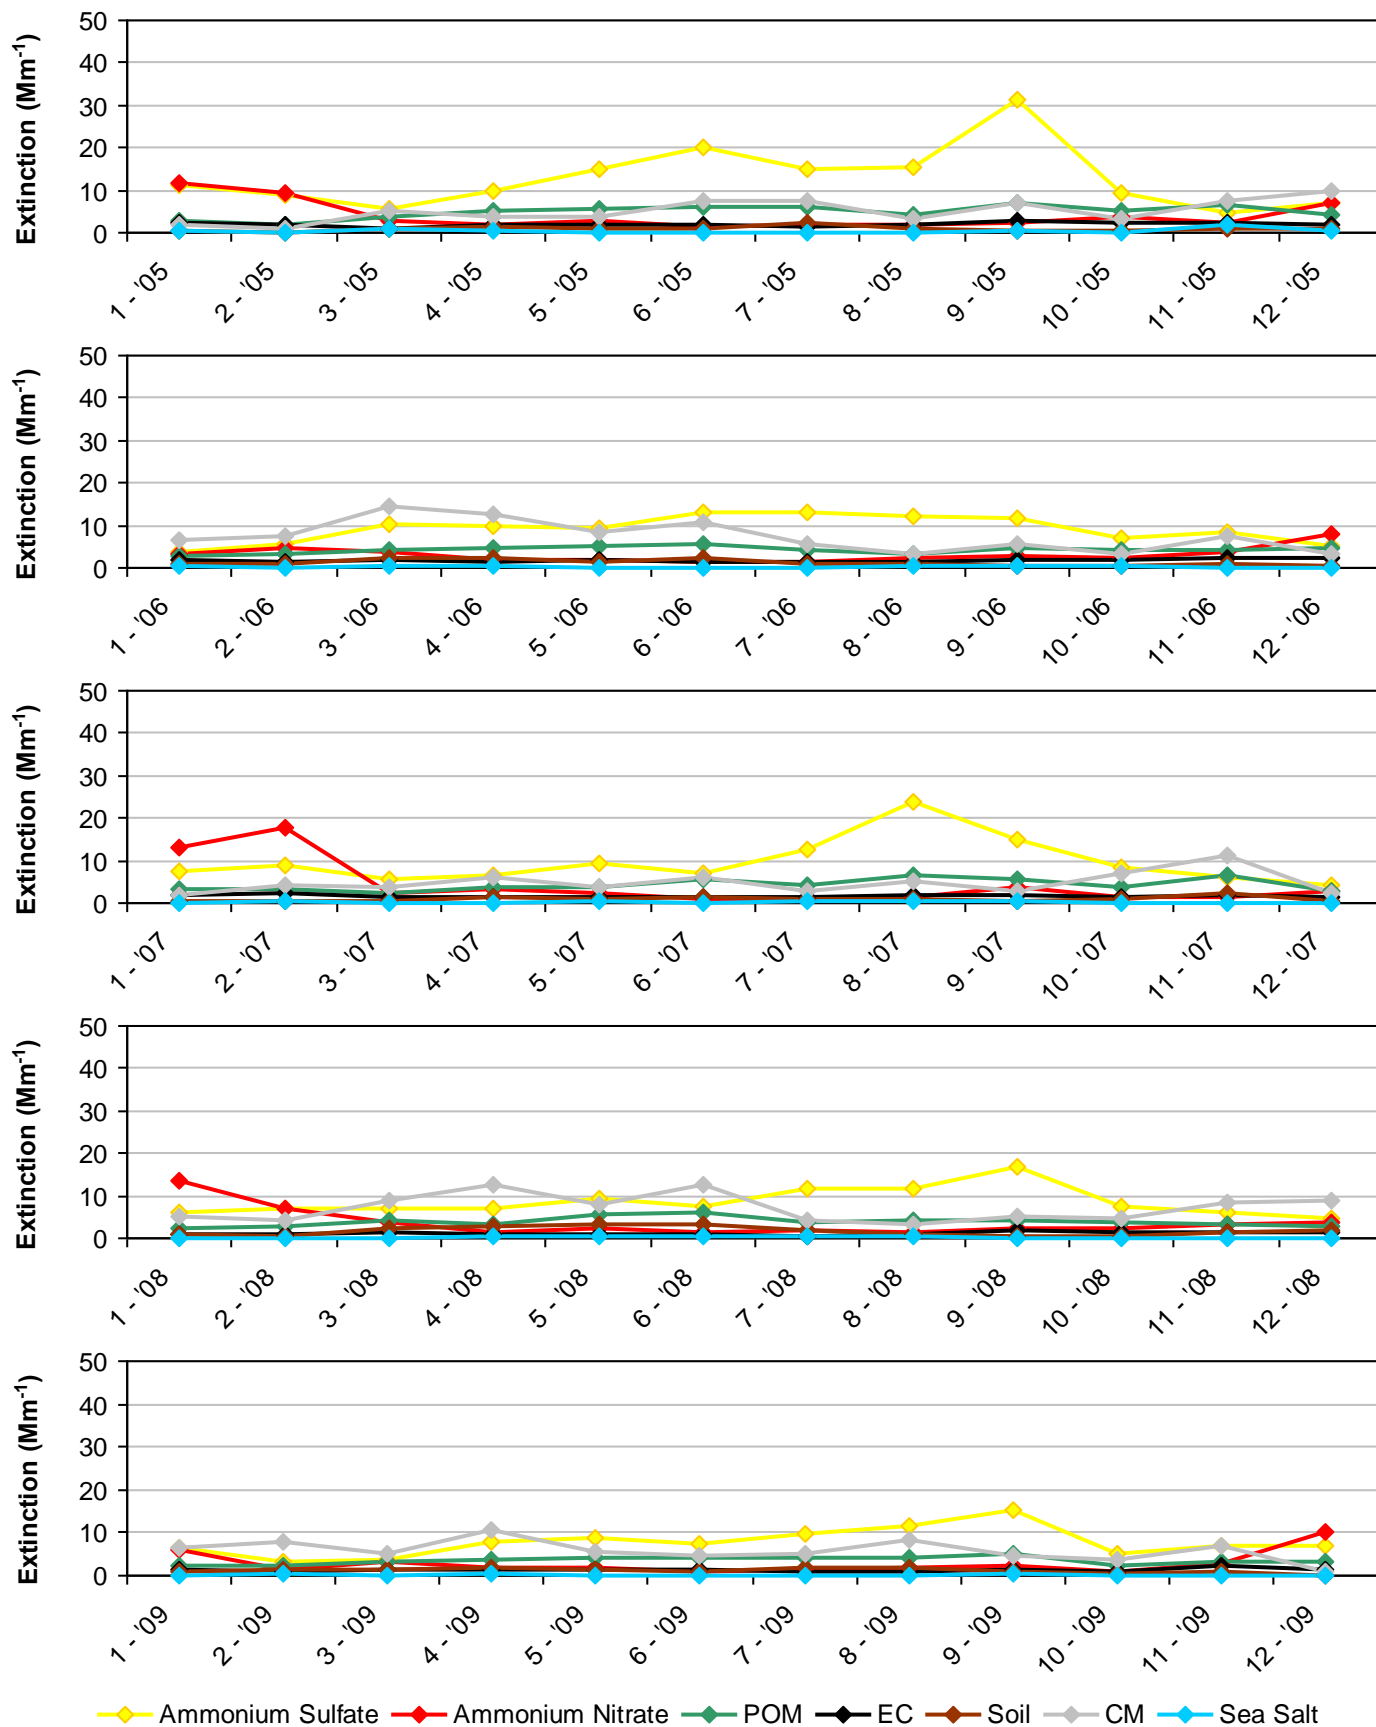 50
40
30
20
10
0
Extinction (Mm-1)
1 - '05 2 - '05 3 - '05 4 - '05 5 - '05 6 - '05 7 - '05 8 - '05 9 - '05 10 - '05 11 - '05 12 - '05
50
40
30
20
10
0
Extinction (Mm-1)
1 - '06 2 - '06 3 - '06 4 - '06 5 - '06 6 - '06 7 - '06 8 - '06 9 - '06 10 - '06 11 - '06 12 - '06
50
40
30
20
10
0
Extinction (Mm-1)
1 - '07 2 - '07 3 - '07 4 - '07 5 - '07 6 - '07 7 - '07 8 - '07 9 - '07 10 - '07 11 - '07 12 - '07
50
40
30
20
10
0
Extinction (Mm-1)
1 - '08 2 - '08 3 - '08 4 - '08 5 - '08 6 - '08 7 - '08 8 - '08 9 - '08 10 - '08 11 - '08 12 - '08
50
40
30
20
10
0
Extinction (Mm-1)
1 - '09 2 - '09 3 - '09 4 - '09 5 - '09 6 - '09 7 - '09 8 - '09 9 - '09 10 - '09 11 - '09 12 - '09
Ammonium Sulfate Ammonium Nitrate POM EC Soil CM Sea Salt